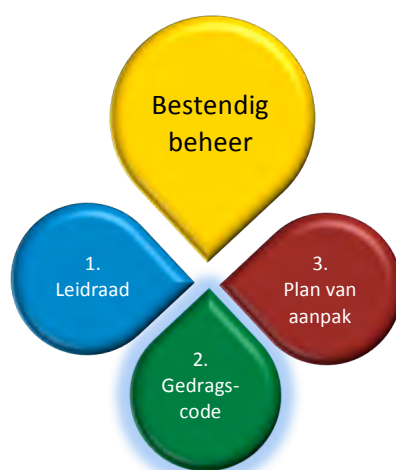 Bestendig
beheer
1.
Leidraad
2.
Gedrags-
code
3.
Plan van
aanpak